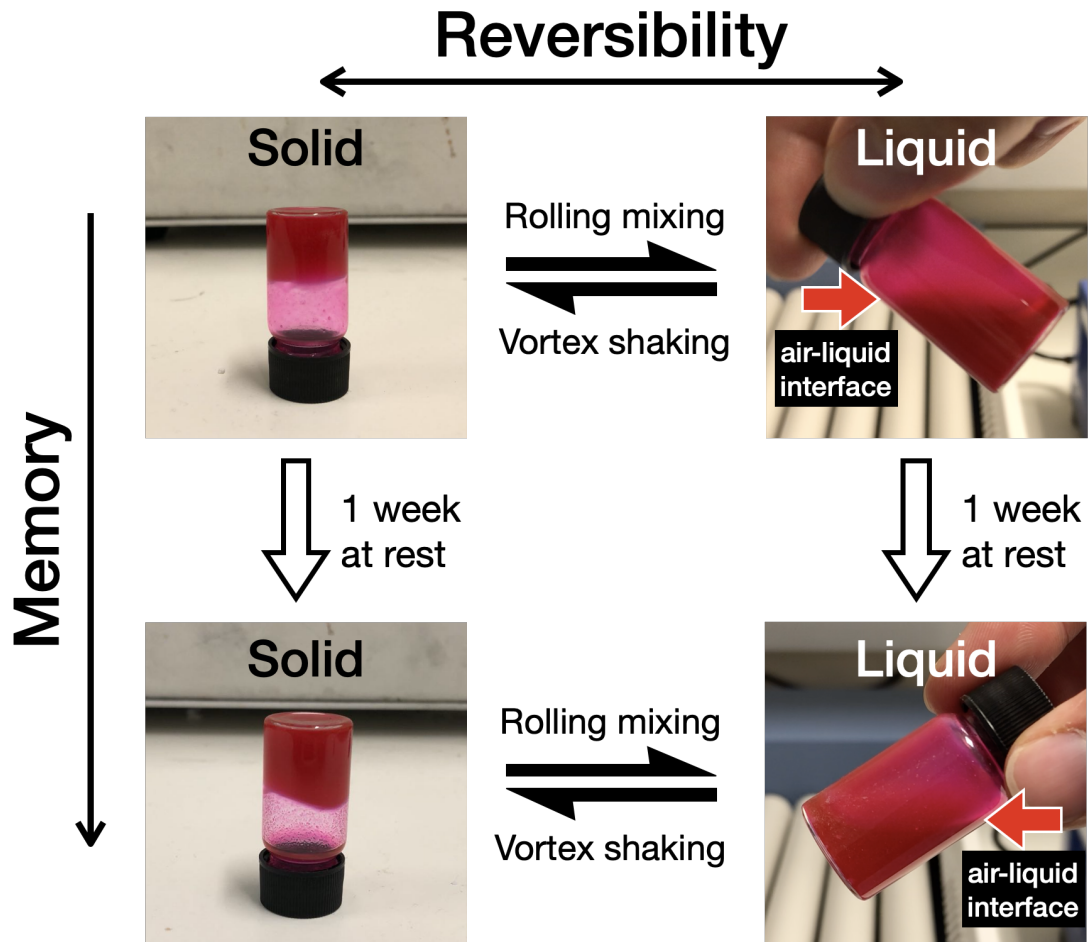 Reversibility
Solid
Liquid
Rolling mixing
Vortex shaking
air-liquid
interface
Memory
1 week
at rest
1 week
at rest
Solid
Liquid
Rolling mixing
Vortex shaking
air-liquid
interface